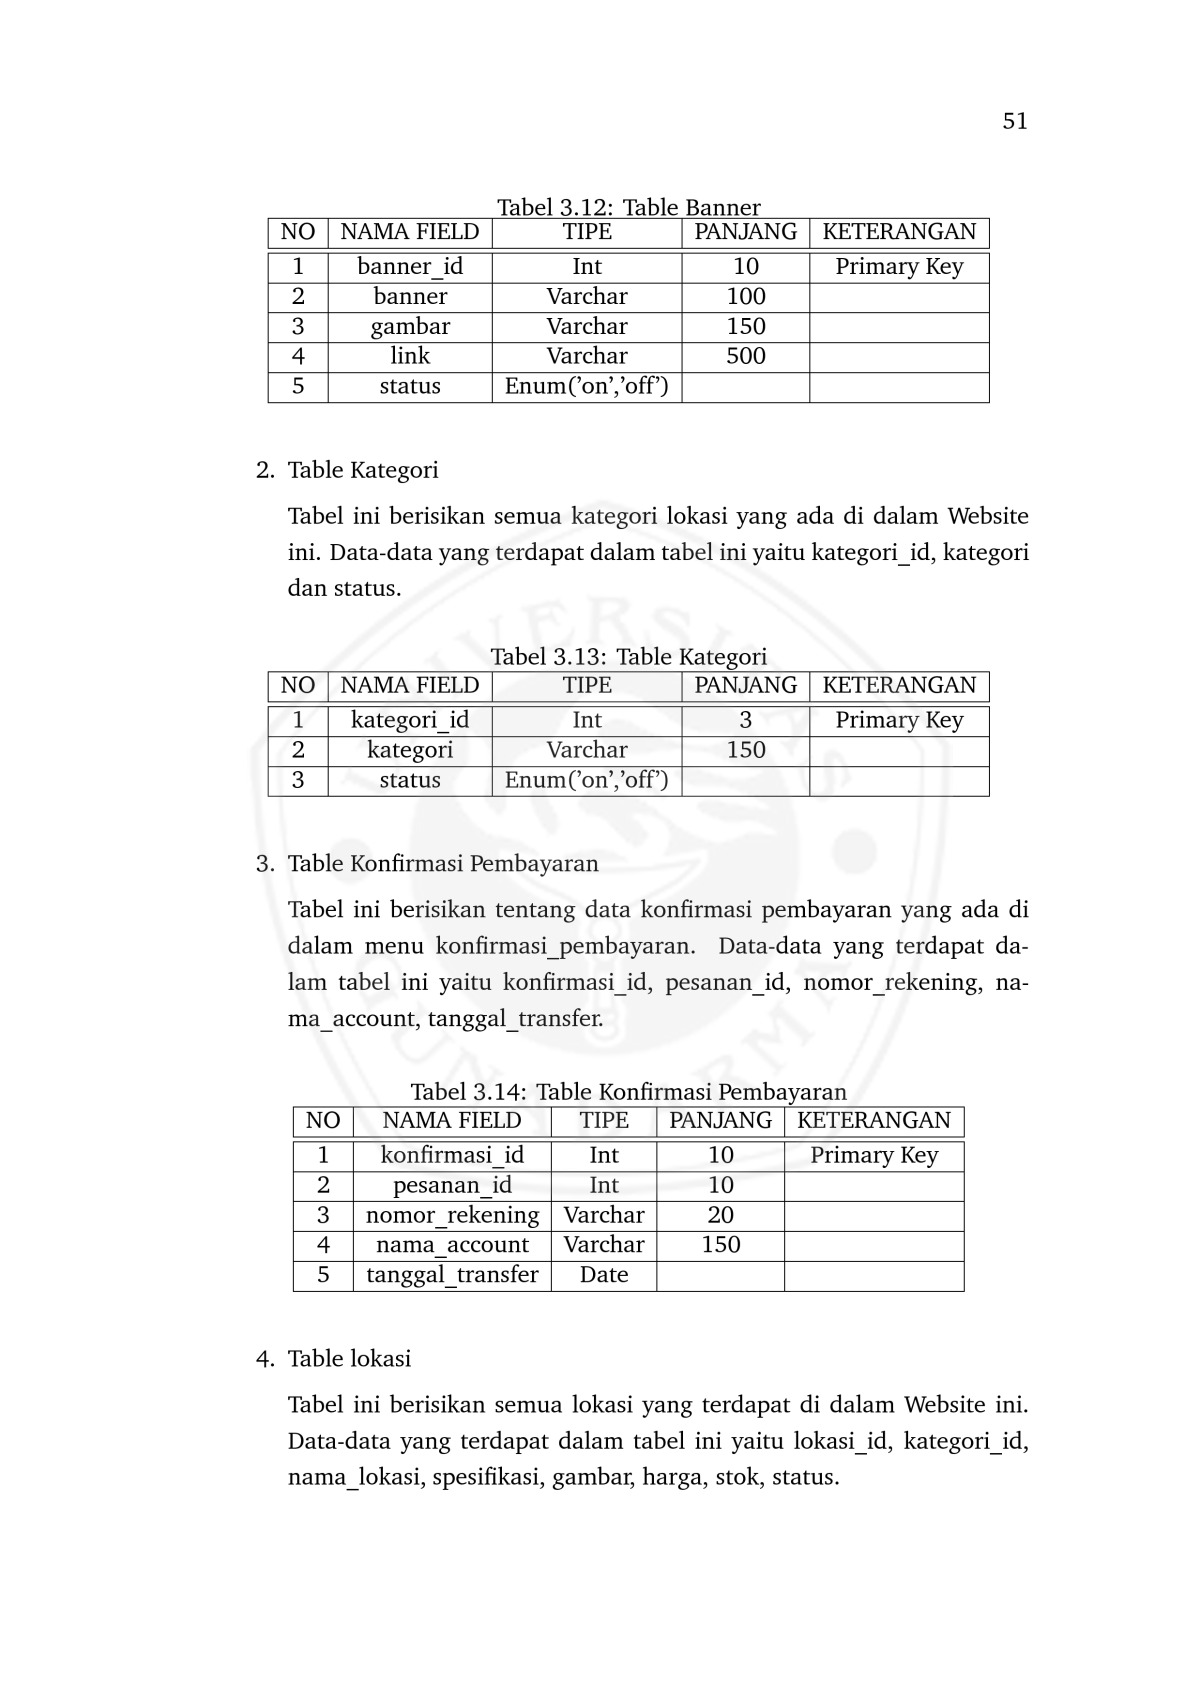 51
Tabel 3.12: Table Banner
NO NAMA FIELD TIPE PANJANG KETERANGAN
1 banner_id Int 10 Primary Key
2 banner Varchar 100
3 gambar Varchar 150
4 link Varchar 500
5 status Enum('on','off')
2. Table Kategori
Tabel ini berisikan semua kategori lokasi yang ada di dalam Website
ini. Data-data yang terdapat dalam tabel ini yaitu kategori_id, kategori
dan status.
Tabel 3.13: Table Kategori
NO NAMA FIELD TIPE PANJANG KETERANGAN
1 kategori_id Int 3 Primary Key
2 kategori Varchar 150
3 status Enum('on','off')
3. Table Konfirmasi Pembayaran
Tabel ini berisikan tentang data konfirmasi pembayaran yang ada di
dalam menu konfirmasi_pembayaran. Data-data yang terdapat da-
lam tabel ini yaitu konfirmasi_id, pesanan_id, nomor_rekening, na-
ma_account, tanggal_transfer.
Tabel 3.14: Table Konfirmasi Pembayaran
NO NAMA FIELD TIPE PANJANG KETERANGAN
1 konfirmasi_id Int 10 Primary Key
2 pesanan_id Int 10
3 nomor_rekening Varchar 20
4 nama_account Varchar 150
5 tanggal_transfer Date
4. Table lokasi
Tabel ini berisikan semua lokasi yang terdapat di dalam Website ini.
Data-data yang terdapat dalam tabel ini yaitu lokasi_id, kategori_id,
nama_lokasi, spesifikasi, gambar, harga, stok, status.
UNIVERSITAS
GUNADARMA